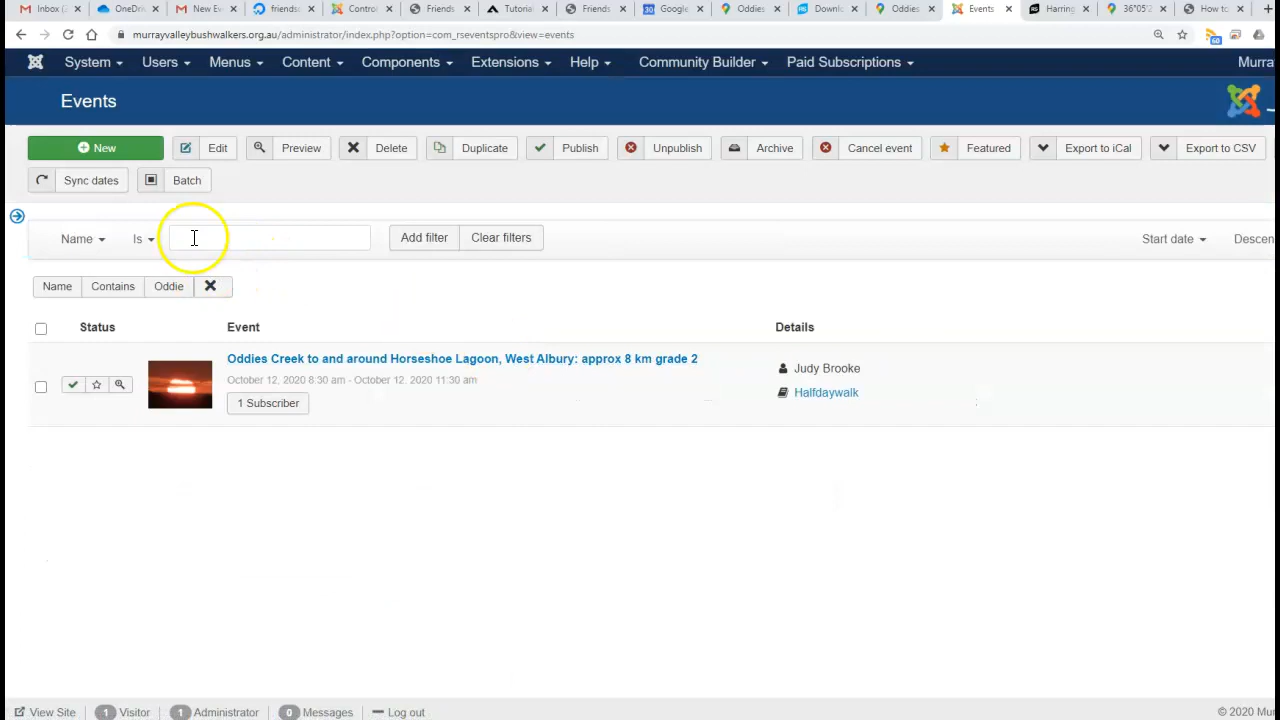 Inbox ( OneDriv New Ev friends Contro Friends Tutorial Friends Google Oddies Downlo Oddies Events Harring 36°05'2 How to
murrayvalleybushwalkers.org.au/administrator/index.php?option=com_rseventspro&view=events
System Users Menus Content Components Extensions Help Community Builder Paid Subscriptions Murra
Events
New Edit Preview Delete Duplicate Publish Unpublish Archive Cancel event Featured Export to iCal Export to CSV
Sync dates Batch
Name Is Add filter Clear filters Start date Descen
Name Contains Oddie
Status Event Details
Oddies Creek to and around Horseshoe Lagoon, West Albury: approx 8 km grade 2
October 12, 2020 8:30 am - October 12, 2020 11:30 am
1 Subscriber
Judy Brooke
Halfdaywalk
View Site 1 Visitor 1 Administrator 0 Messages Log out © 2020 Mur